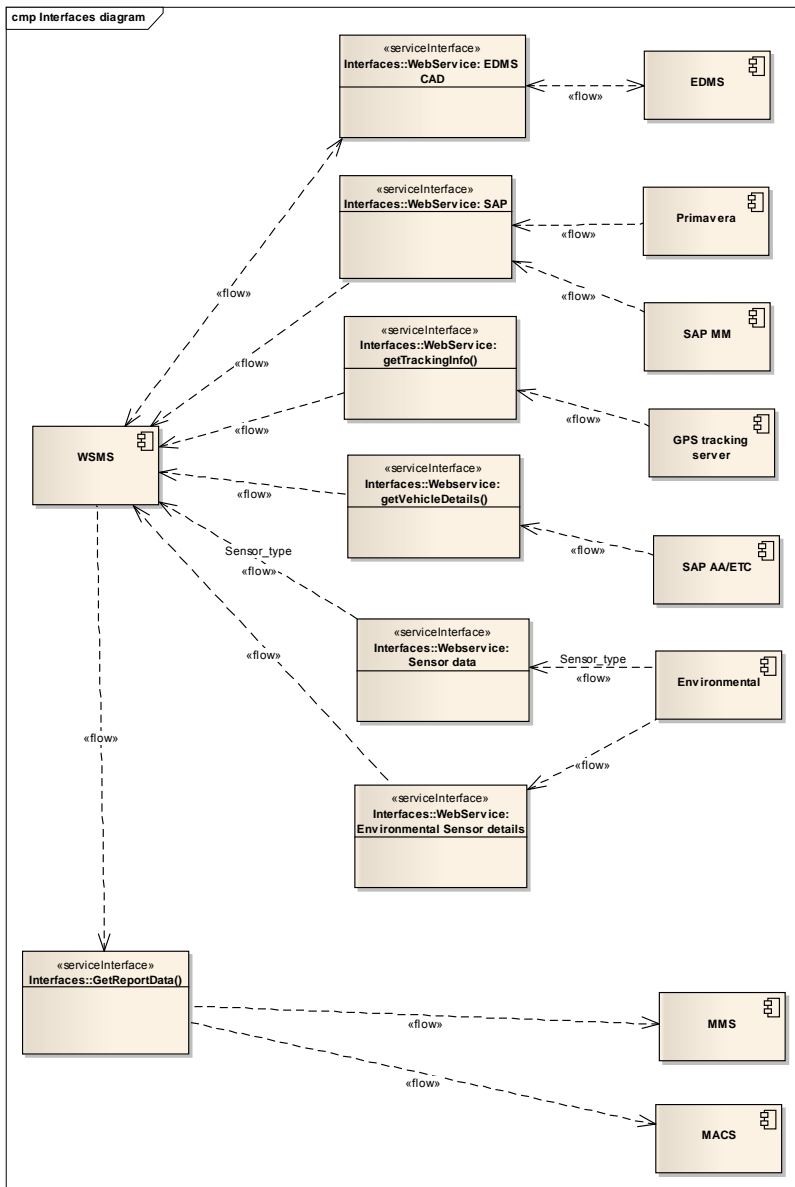 cmp Interfaces diagram
«serviceInterface»
Interfaces::WebService: EDMS
CAD
EDMS
«flow»
«serviceInterface»
Interfaces::WebService: SAP
Primavera
«flow»
«flow»
SAP MM
«flow»
«flow»
«serviceInterface»
Interfaces::WebService:
getTrackingInfo()
«flow»
«flow»
GPS tracking
server
WSMS
«serviceInterface»
Interfaces::Webservice:
getVehicleDetails()
«flow»
«flow»
SAP AA/ETC
Sensor_type
«flow»
«serviceInterface»
Interfaces::Webservice:
Sensor data
Sensor_type
«flow»
Environmental
«flow»
«flow»
«flow»
«serviceInterface»
Interfaces::WebService:
Environmental Sensor details
«serviceInterface»
Interfaces::GetReportData()
«flow»
MMS
«flow»
MACS